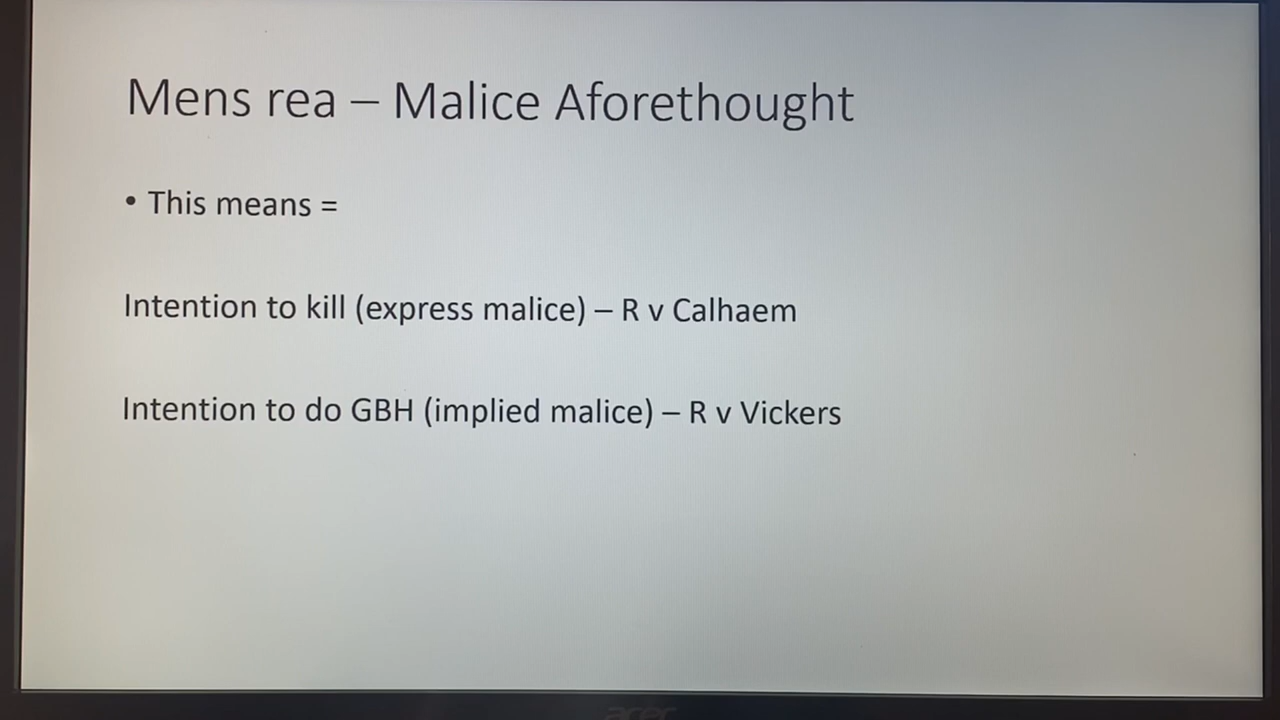 Mens rea – Malice Aforethought
• This means =
Intention to kill (express malice) – R v Calhaem
Intention to do GBH (implied malice) – R v Vickers
acer